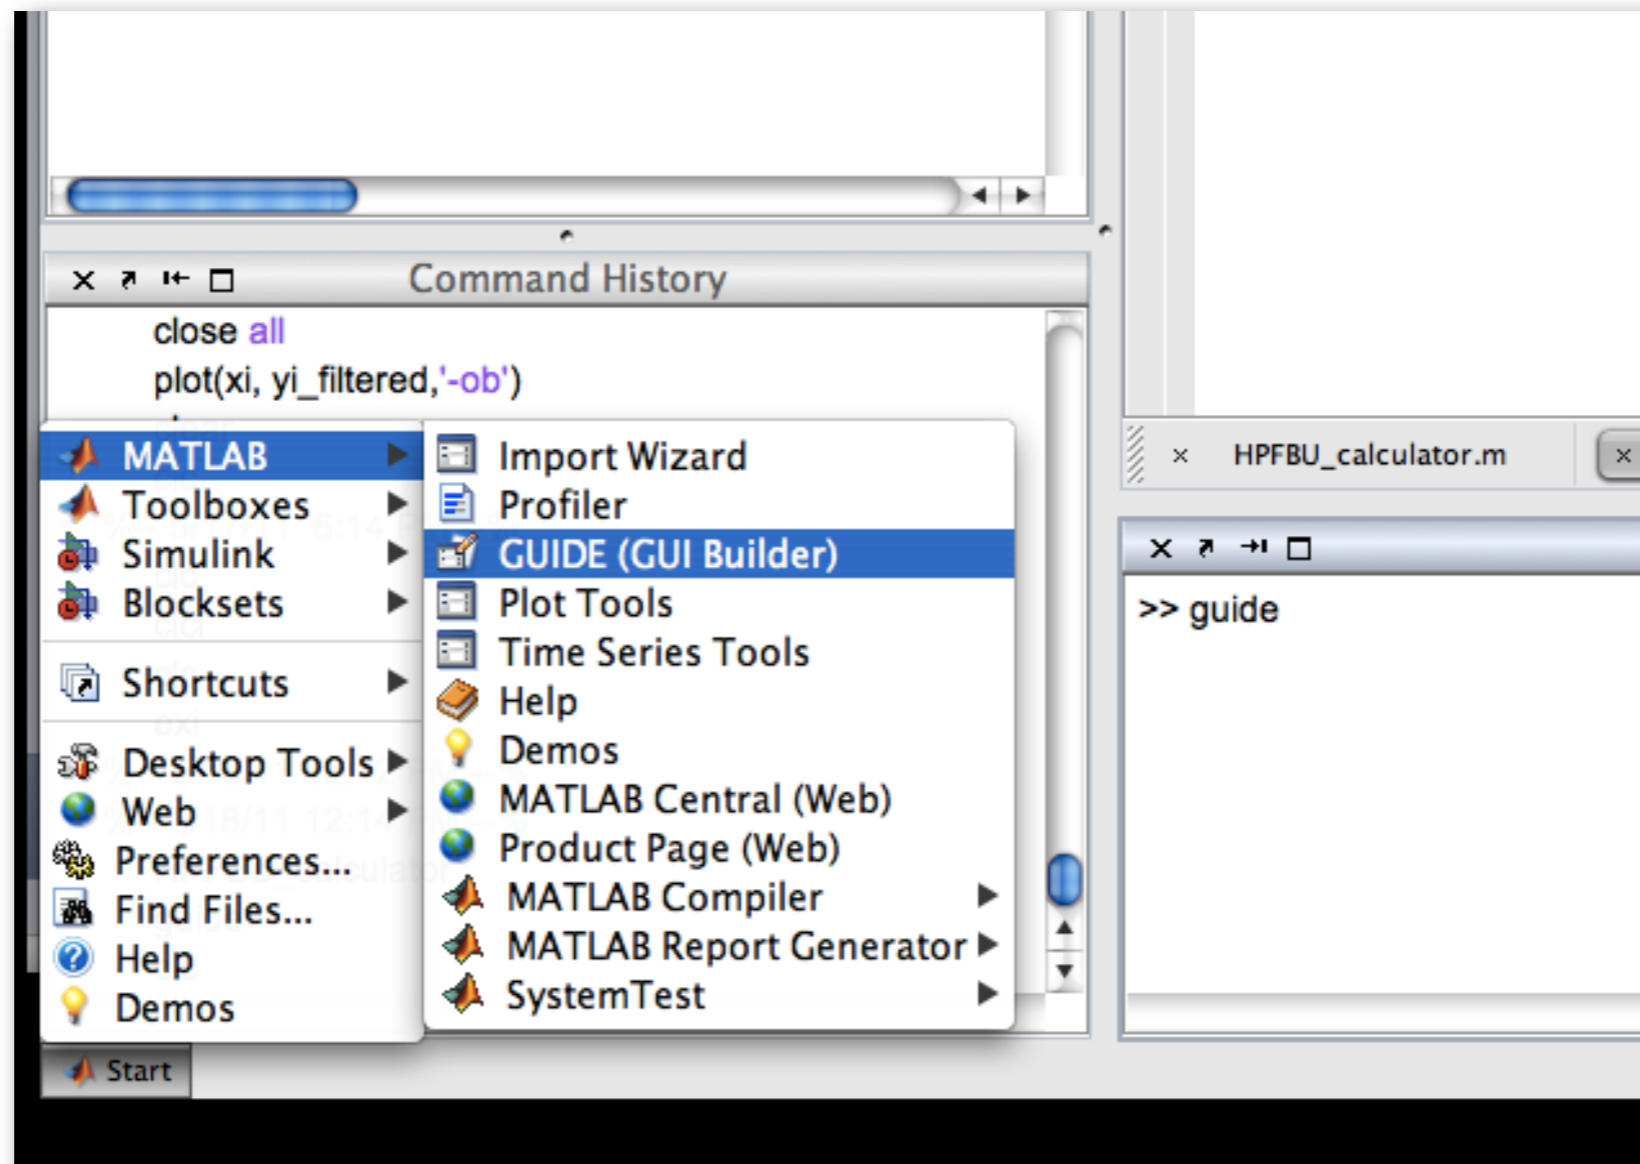 Command History
close all
plot(xi, yi_filtered,'-ob')
MATLAB
Toolboxes
Simulink
Blocksets
Shortcuts
Desktop Tools
Web
Preferences...
Find Files...
Help
Demos
Start
Import Wizard
Profiler
GUIDE (GUI Builder)
Plot Tools
Time Series Tools
Help
Demos
MATLAB Central (Web)
Product Page (Web)
MATLAB Compiler
MATLAB Report Generator
SystemTest
HPFBU_calculator.m
>> guide